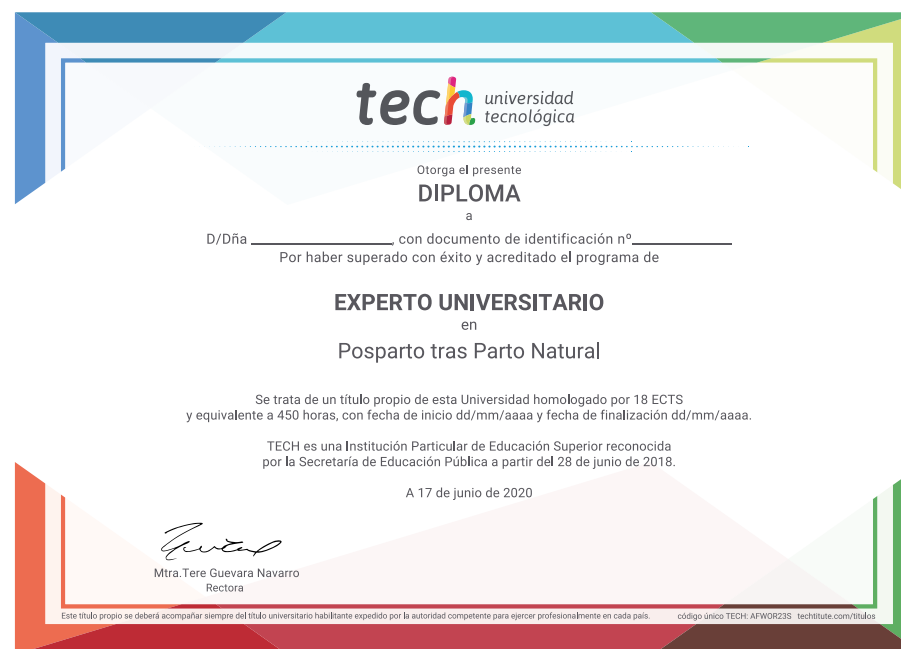 tech universidad
tecnológica
Otorga el presente
DIPLOMA
a
D/Dña ______________, con documento de identificación nº__________
Por haber superado con éxito y acreditado el programa de
EXPERTO UNIVERSITARIO
en
Posparto tras Parto Natural
Se trata de un título propio de esta Universidad homologado por 18 ECTS
y equivalente a 450 horas, con fecha de inicio dd/mm/aaaa y fecha de finalización dd/mm/aaaa.
TECH es una Institución Particular de Educación Superior reconocida
por la Secretaría de Educación Pública a partir del 28 de junio de 2018.
A 17 de junio de 2020
Mtra.Tere Guevara Navarro
Rectora
Este título propio se deberá acompañar siempre del título universitario habilitante expedido por la autoridad competente para ejercer profesionalmente en cada país. código único TECH: AFWOR23S techtitute.com/titulos